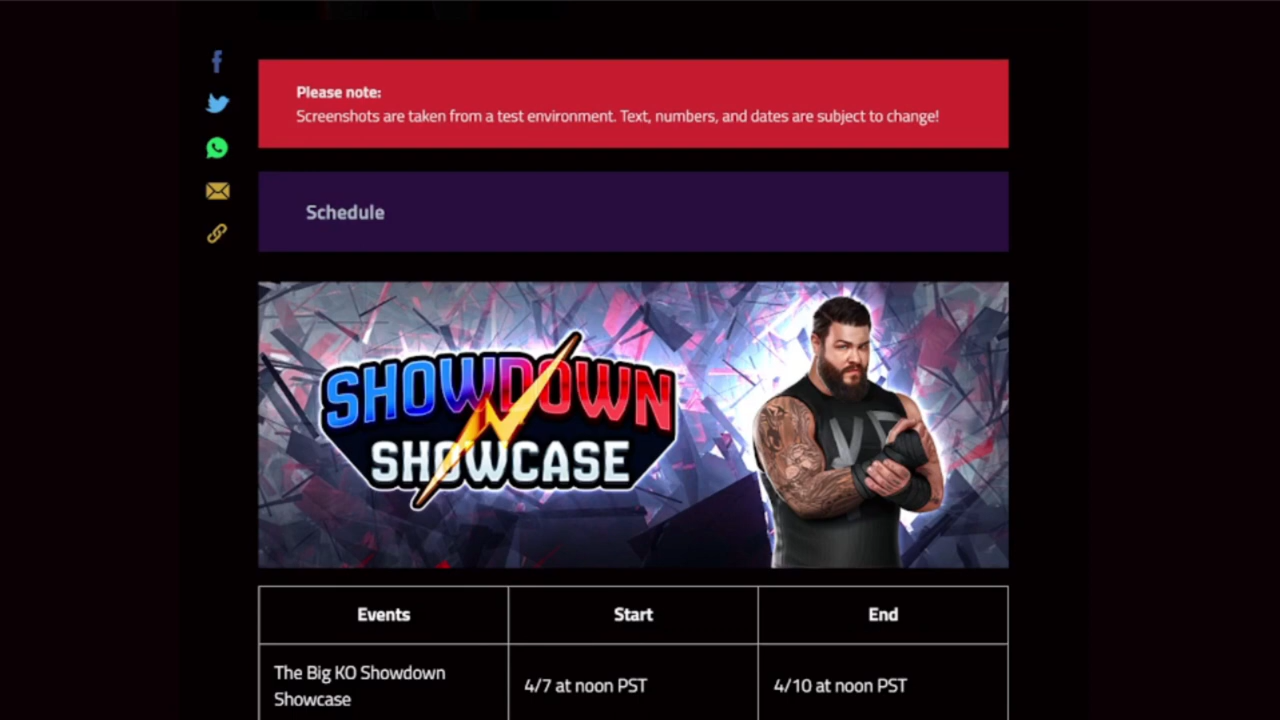 Please note:
Screenshots are taken from a test environment. Text, numbers, and dates are subject to change!
Schedule
SHOWDOWN
SHOWCASE
Events Start End
The Big KO Showdown
Showcase
4/7 at noon PST
4/10 at noon PST